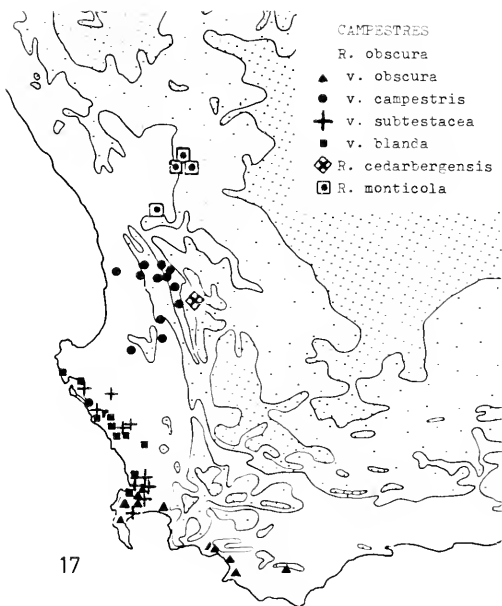 CAMPESTRES
R. obscura
v. obscura
v. campestris
v. subtestacea
v. blanda
R. cedarbergensis
R. monticola
17